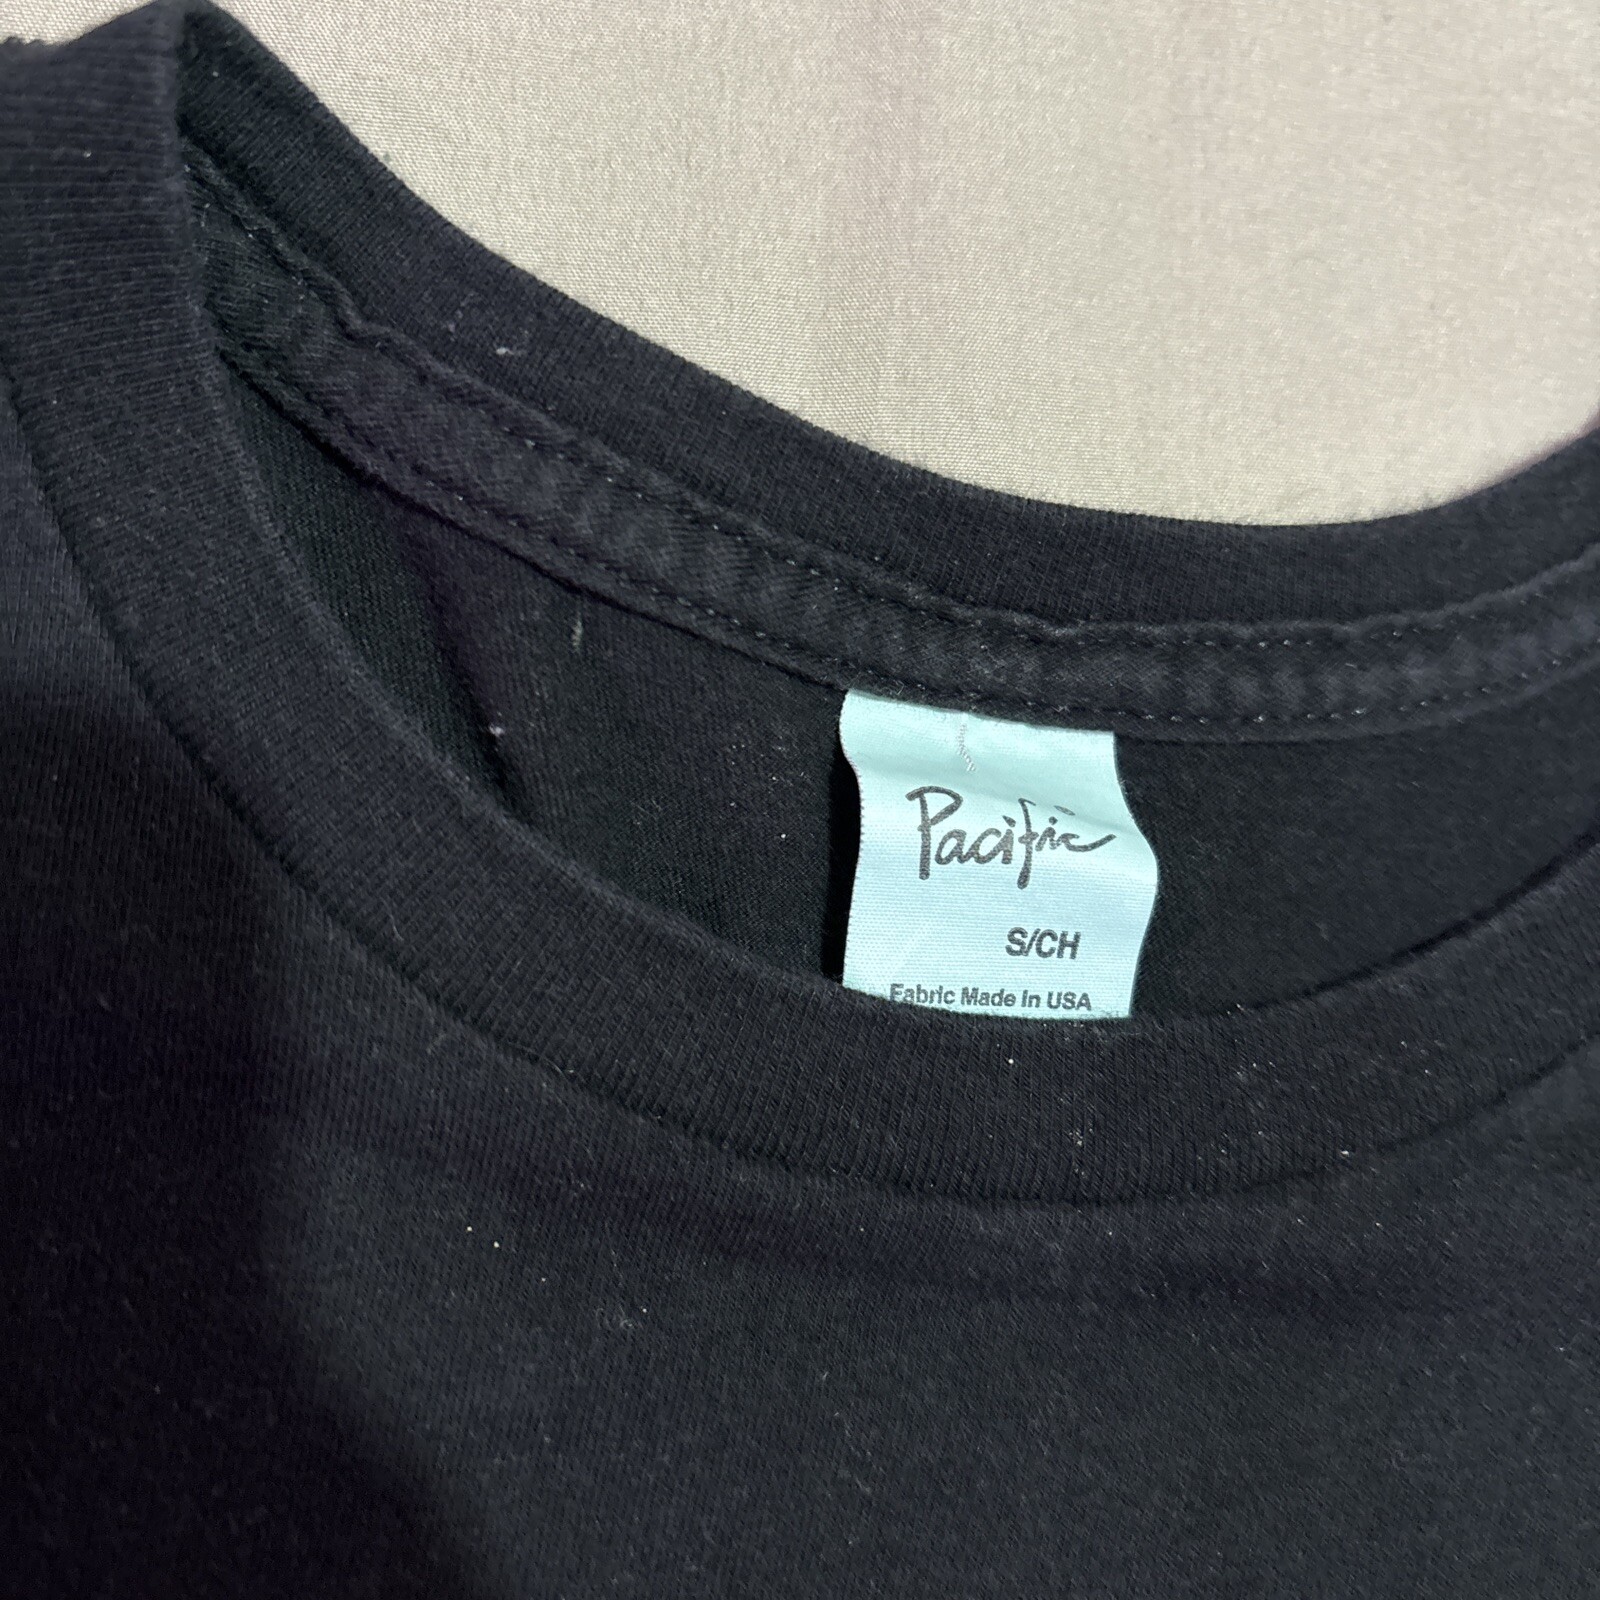 Pacific
S/CH
Fabric Made In USA